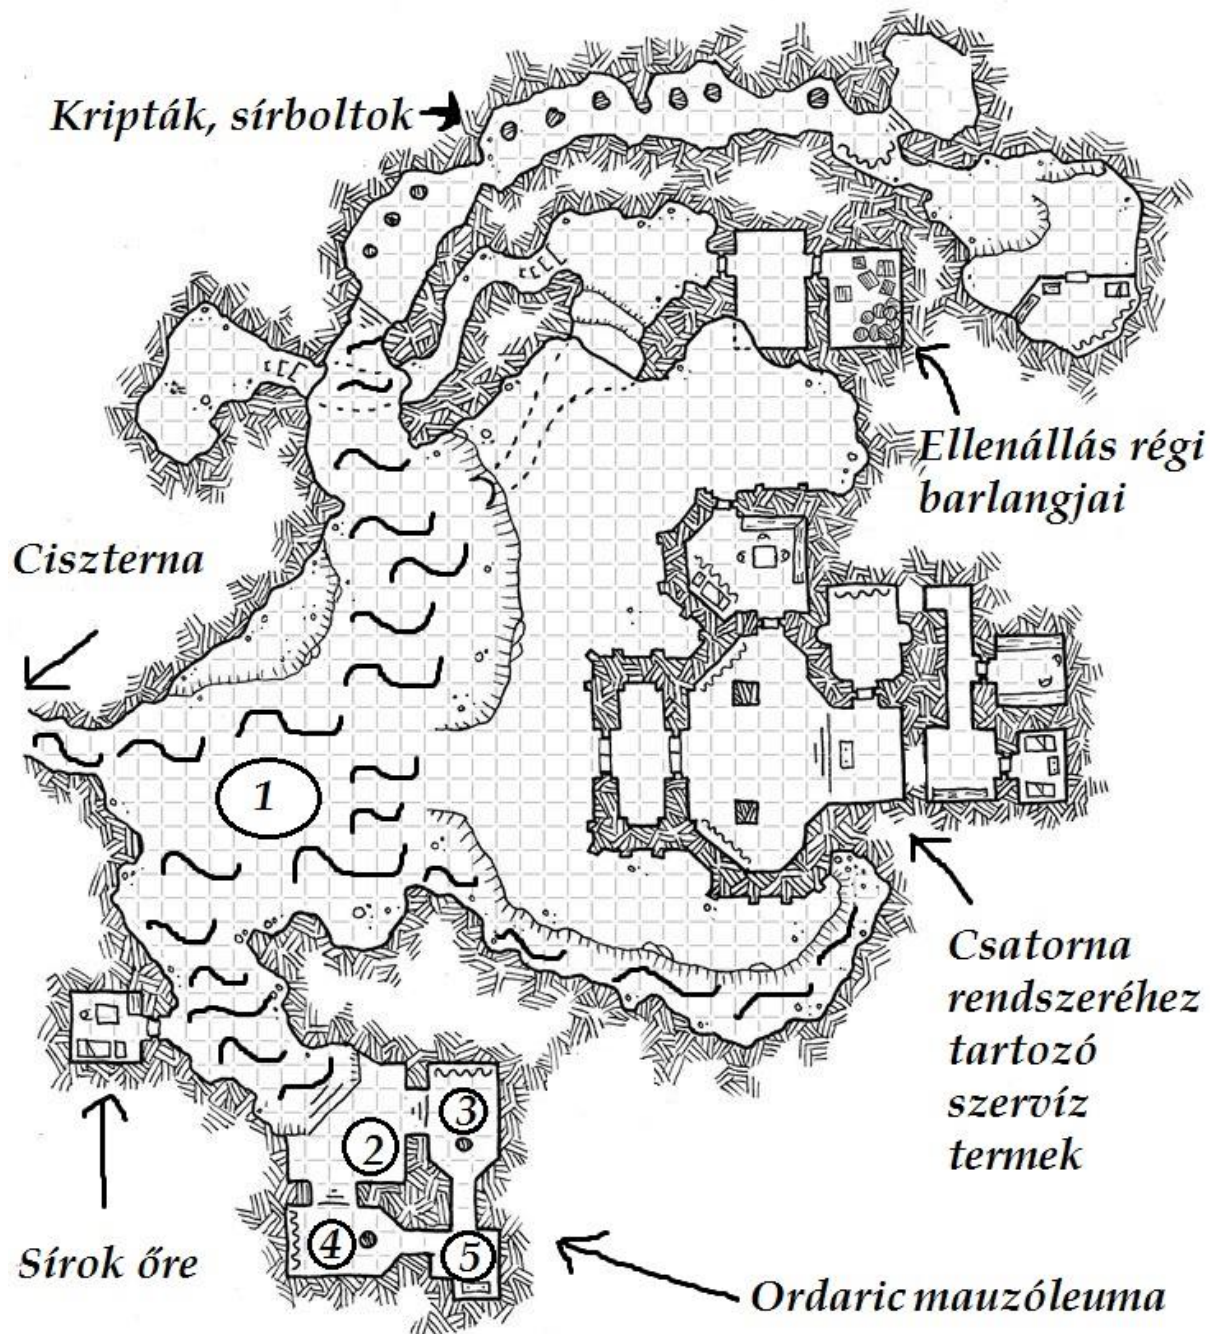 Kripták, sírboltok
Ellenállás régi
barlangjai
Ciszterna
1
Csatorna
rendszeréhez
tartozó
szervíz
termek
3
2
4
5
Sírok őre
Ordaric mauzóleuma